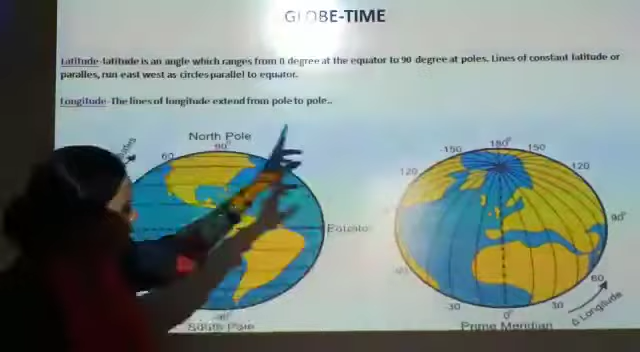 GLOBE-TIME
Latitude-latitude is an angle which ranges from 0 degree at the equator to 90 degree at poles. Lines of constant latitude or
paralles, run east west as circles parallel to equator.
Longitude-The lines of longitude extend from pole to pole..
North Pole
90°
60
South Pole
180°
-150
150
120
120
90°
60
-30
0°
30
Longitude
Prime Meridian